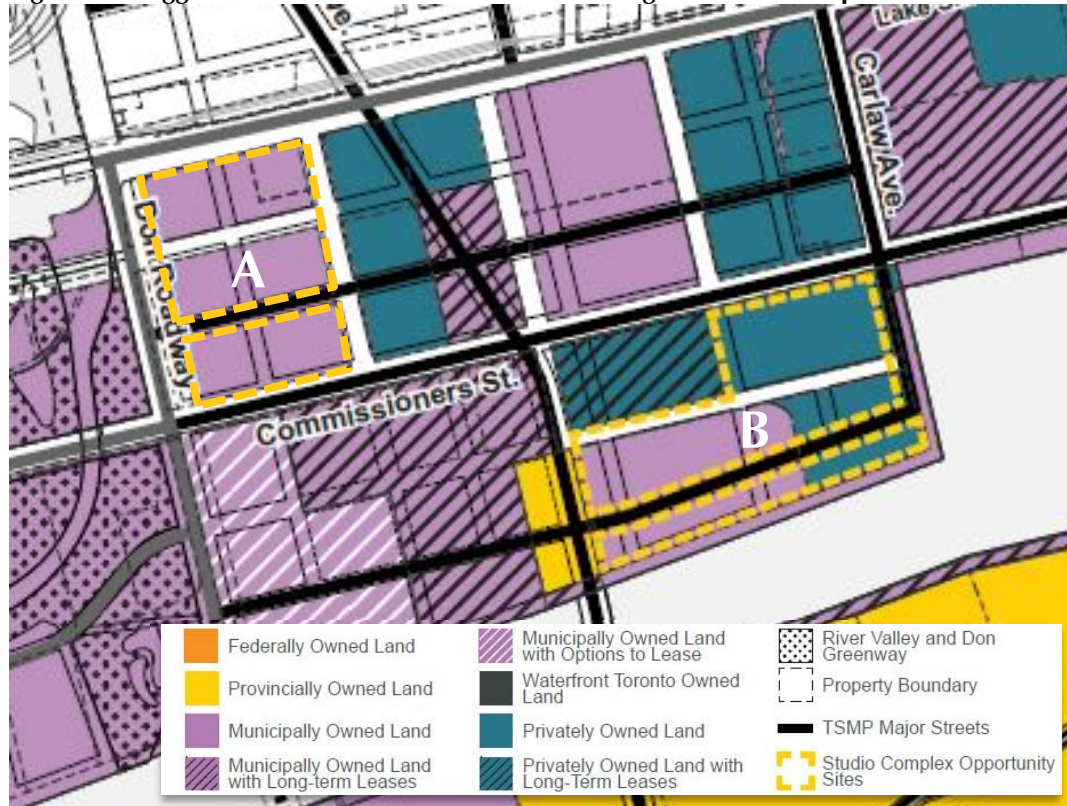 Lake
Carlaw Ave.
Don Roadway
A
Commissioners St.
B
Federally Owned Land
Provincially Owned Land
Municipally Owned Land
Municipally Owned Land
with Long-term Leases
Municipally Owned Land
with Options to Lease
Waterfront Toronto Owned
Land
Privately Owned Land
Privately Owned Land with
Long-Term Leases
River Valley and Don
Greenway
Property Boundary
TSMP Major Streets
Studio Complex Opportunity
Sites